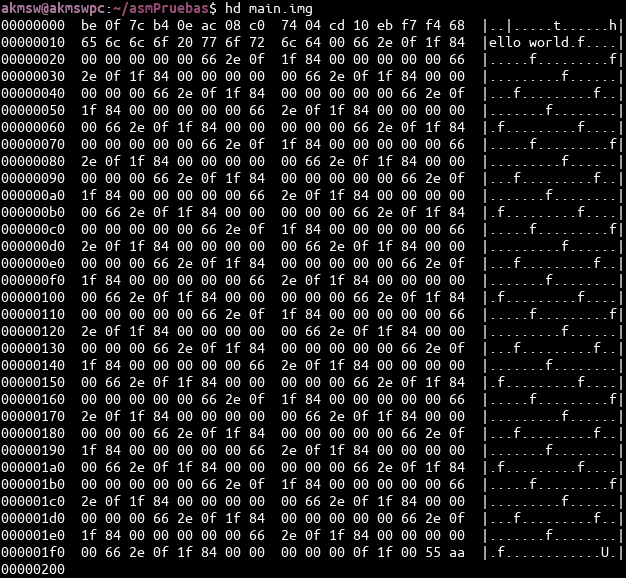 akmsw@akmswpc:~/asmPruebas$ hd main.img
00000000  be 0f 7c b4 0e ac 08 c0  74 04 cd 10 eb f7 f4 68  |..|.....t......h|
00000010  65 6c 6c 6f 20 77 6f 72  6c 64 00 66 2e 0f 1f 84  |ello world.f....|
00000020  00 00 00 00 00 66 2e 0f  1f 84 00 00 00 00 00 66  |.....f.........f|
00000030  2e 0f 1f 84 00 00 00 00  00 66 2e 0f 1f 84 00 00  |.........f......|
00000040  00 00 00 66 2e 0f 1f 84  00 00 00 00 00 66 2e 0f  |...f.........f..|
00000050  1f 84 00 00 00 00 00 66  2e 0f 1f 84 00 00 00 00  |.......f........|
00000060  00 66 2e 0f 1f 84 00 00  00 00 00 66 2e 0f 1f 84  |.f.........f....|
00000070  00 00 00 00 00 66 2e 0f  1f 84 00 00 00 00 00 66  |.....f.........f|
00000080  2e 0f 1f 84 00 00 00 00  00 66 2e 0f 1f 84 00 00  |.........f......|
00000090  00 00 00 66 2e 0f 1f 84  00 00 00 00 00 66 2e 0f  |...f.........f..|
000000a0  1f 84 00 00 00 00 00 66  2e 0f 1f 84 00 00 00 00  |.......f........|
000000b0  00 66 2e 0f 1f 84 00 00  00 00 00 66 2e 0f 1f 84  |.f.........f....|
000000c0  00 00 00 00 00 66 2e 0f  1f 84 00 00 00 00 00 66  |.....f.........f|
000000d0  2e 0f 1f 84 00 00 00 00  00 66 2e 0f 1f 84 00 00  |.........f......|
000000e0  00 00 00 66 2e 0f 1f 84  00 00 00 00 00 66 2e 0f  |...f.........f..|
000000f0  1f 84 00 00 00 00 00 66  2e 0f 1f 84 00 00 00 00  |.......f........|
00000100  00 66 2e 0f 1f 84 00 00  00 00 00 66 2e 0f 1f 84  |.f.........f....|
00000110  00 00 00 00 00 66 2e 0f  1f 84 00 00 00 00 00 66  |.....f.........f|
00000120  2e 0f 1f 84 00 00 00 00  00 66 2e 0f 1f 84 00 00  |.........f......|
00000130  00 00 00 66 2e 0f 1f 84  00 00 00 00 00 66 2e 0f  |...f.........f..|
00000140  1f 84 00 00 00 00 00 66  2e 0f 1f 84 00 00 00 00  |.......f........|
00000150  00 66 2e 0f 1f 84 00 00  00 00 00 66 2e 0f 1f 84  |.f.........f....|
00000160  00 00 00 00 00 66 2e 0f  1f 84 00 00 00 00 00 66  |.....f.........f|
00000170  2e 0f 1f 84 00 00 00 00  00 66 2e 0f 1f 84 00 00  |.........f......|
00000180  00 00 00 66 2e 0f 1f 84  00 00 00 00 00 66 2e 0f  |...f.........f..|
00000190  1f 84 00 00 00 00 00 66  2e 0f 1f 84 00 00 00 00  |.......f........|
000001a0  00 66 2e 0f 1f 84 00 00  00 00 00 66 2e 0f 1f 84  |.f.........f....|
000001b0  00 00 00 00 00 66 2e 0f  1f 84 00 00 00 00 00 66  |.....f.........f|
000001c0  2e 0f 1f 84 00 00 00 00  00 66 2e 0f 1f 84 00 00  |.........f......|
000001d0  00 00 00 66 2e 0f 1f 84  00 00 00 00 00 66 2e 0f  |...f.........f..|
000001e0  1f 84 00 00 00 00 00 66  2e 0f 1f 84 00 00 00 00  |.......f........|
000001f0  00 66 2e 0f 1f 84 00 00  00 00 00 0f 1f 00 55 aa  |.f............U.|
00000200